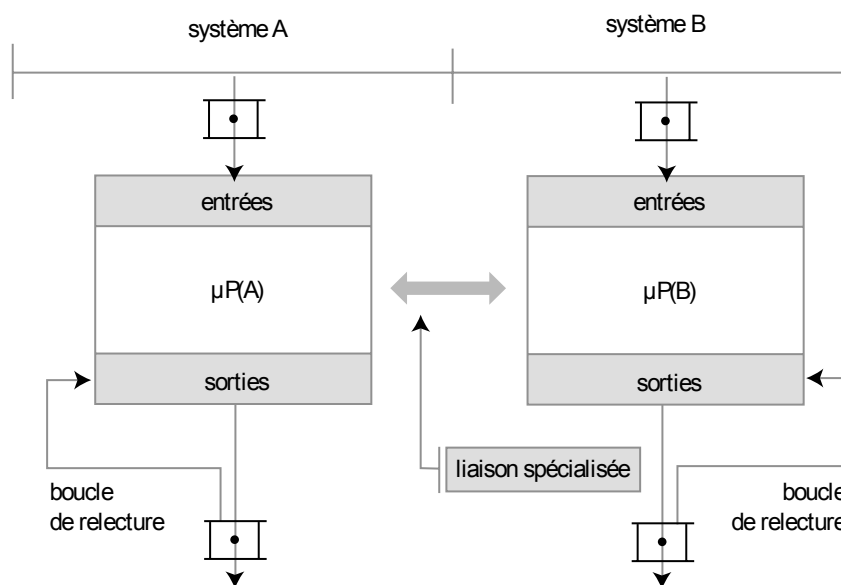 système A
système B
entrées
entrées
µP(A)
µP(B)
sorties
sorties
liaison spécialisée
boucle
de relecture
boucle
de relecture